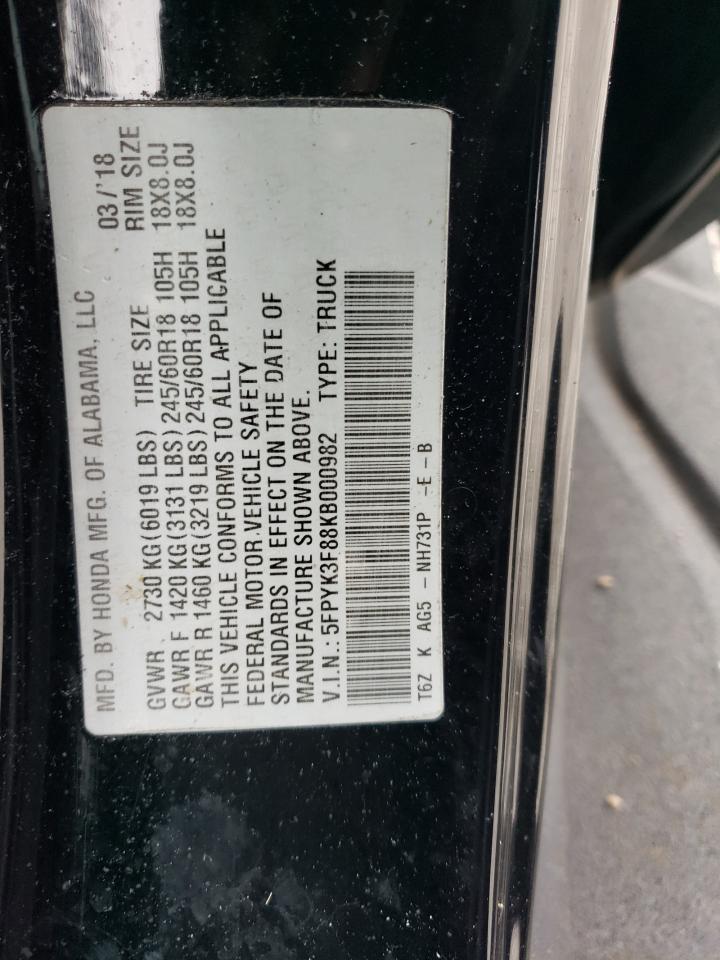 MFD. BY HONDA MFG. OF ALABAMA, LLC 03/'18
GVWR 2730 KG(6019 LBS) TIRE SIZE RIM SIZE
GAWR F 1420 KG(3131 LBS)245/60R18 105H 18X8.0J
GAWR R 1460 KG(3219 LBS)245/60R18 105H 18X8.0J
THIS VEHICLE CONFORMS TO ALL APPLICABLE
FEDERAL MOTOR VEHICLE SAFETY
STANDARDS IN EFFECT ON THE DATE OF
MANUFACTURE SHOWN ABOVE.
V.I.N.: 5FPYK3F88KB000982 TYPE: TRUCK
T6Z K AG5 - NH731P -E - B